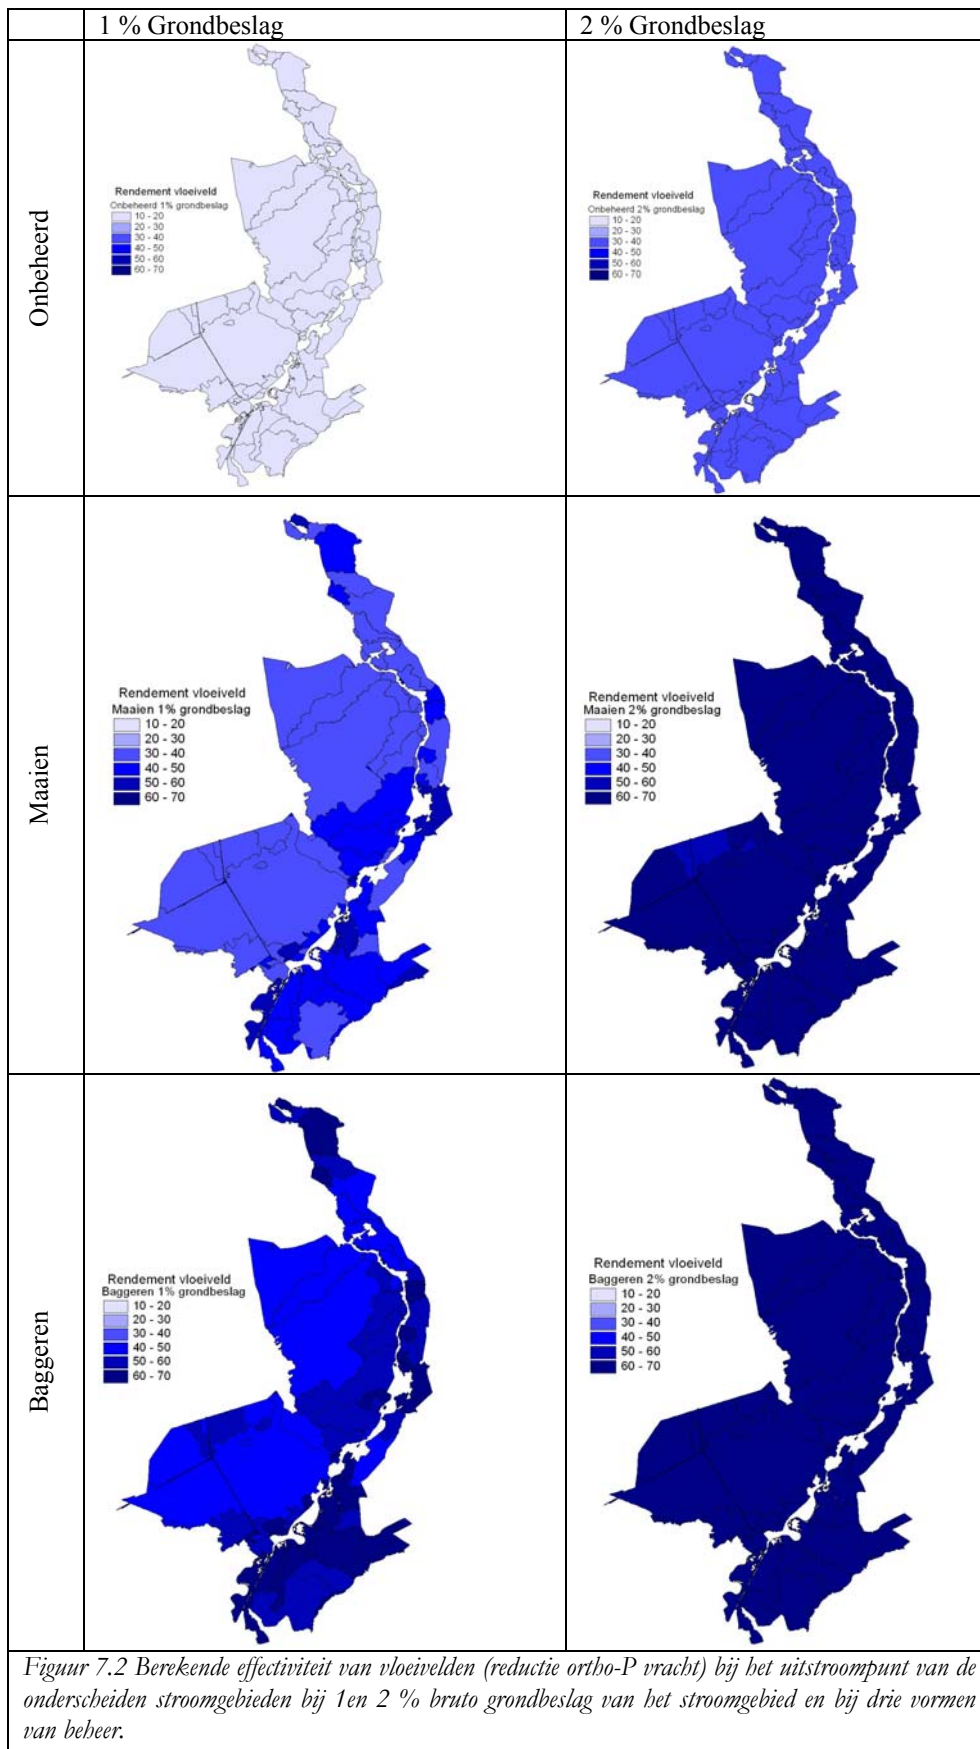 1 % Grondbeslag
2 % Grondbeslag
Onbeheerd
Rendement vloeiveld
Onbeheerd 1% grondbeslag
10 - 20
20 - 30
30 - 40
40 - 50
50 - 60
60 - 70
Rendement vloeiveld
Onbeheerd 2% grondbeslag
10 - 20
20 - 30
30 - 40
40 - 50
50 - 60
60 - 70
Maaien
Rendement vloeiveld
Maaien 1% grondbeslag
10 - 20
20 - 30
30 - 40
40 - 50
50 - 60
60 - 70
Rendement vloeiveld
Maaien 2% grondbeslag
10 - 20
20 - 30
30 - 40
40 - 50
50 - 60
60 - 70
Baggeren
Rendement vloeiveld
Baggeren 1% grondbeslag
10 - 20
20 - 30
30 - 40
40 - 50
50 - 60
60 - 70
Rendement vloeiveld
Baggeren 2% grondbeslag
10 - 20
20 - 30
30 - 40
40 - 50
50 - 60
60 - 70
Figuur 7.2 Berekende effectiviteit van vloeivelden (reductie ortho-P vracht) bij het uitstroompunt van de
onderscheiden stroomgebieden bij 1en 2 % bruto grondbeslag van het stroomgebied en bij drie vormen
van beheer.